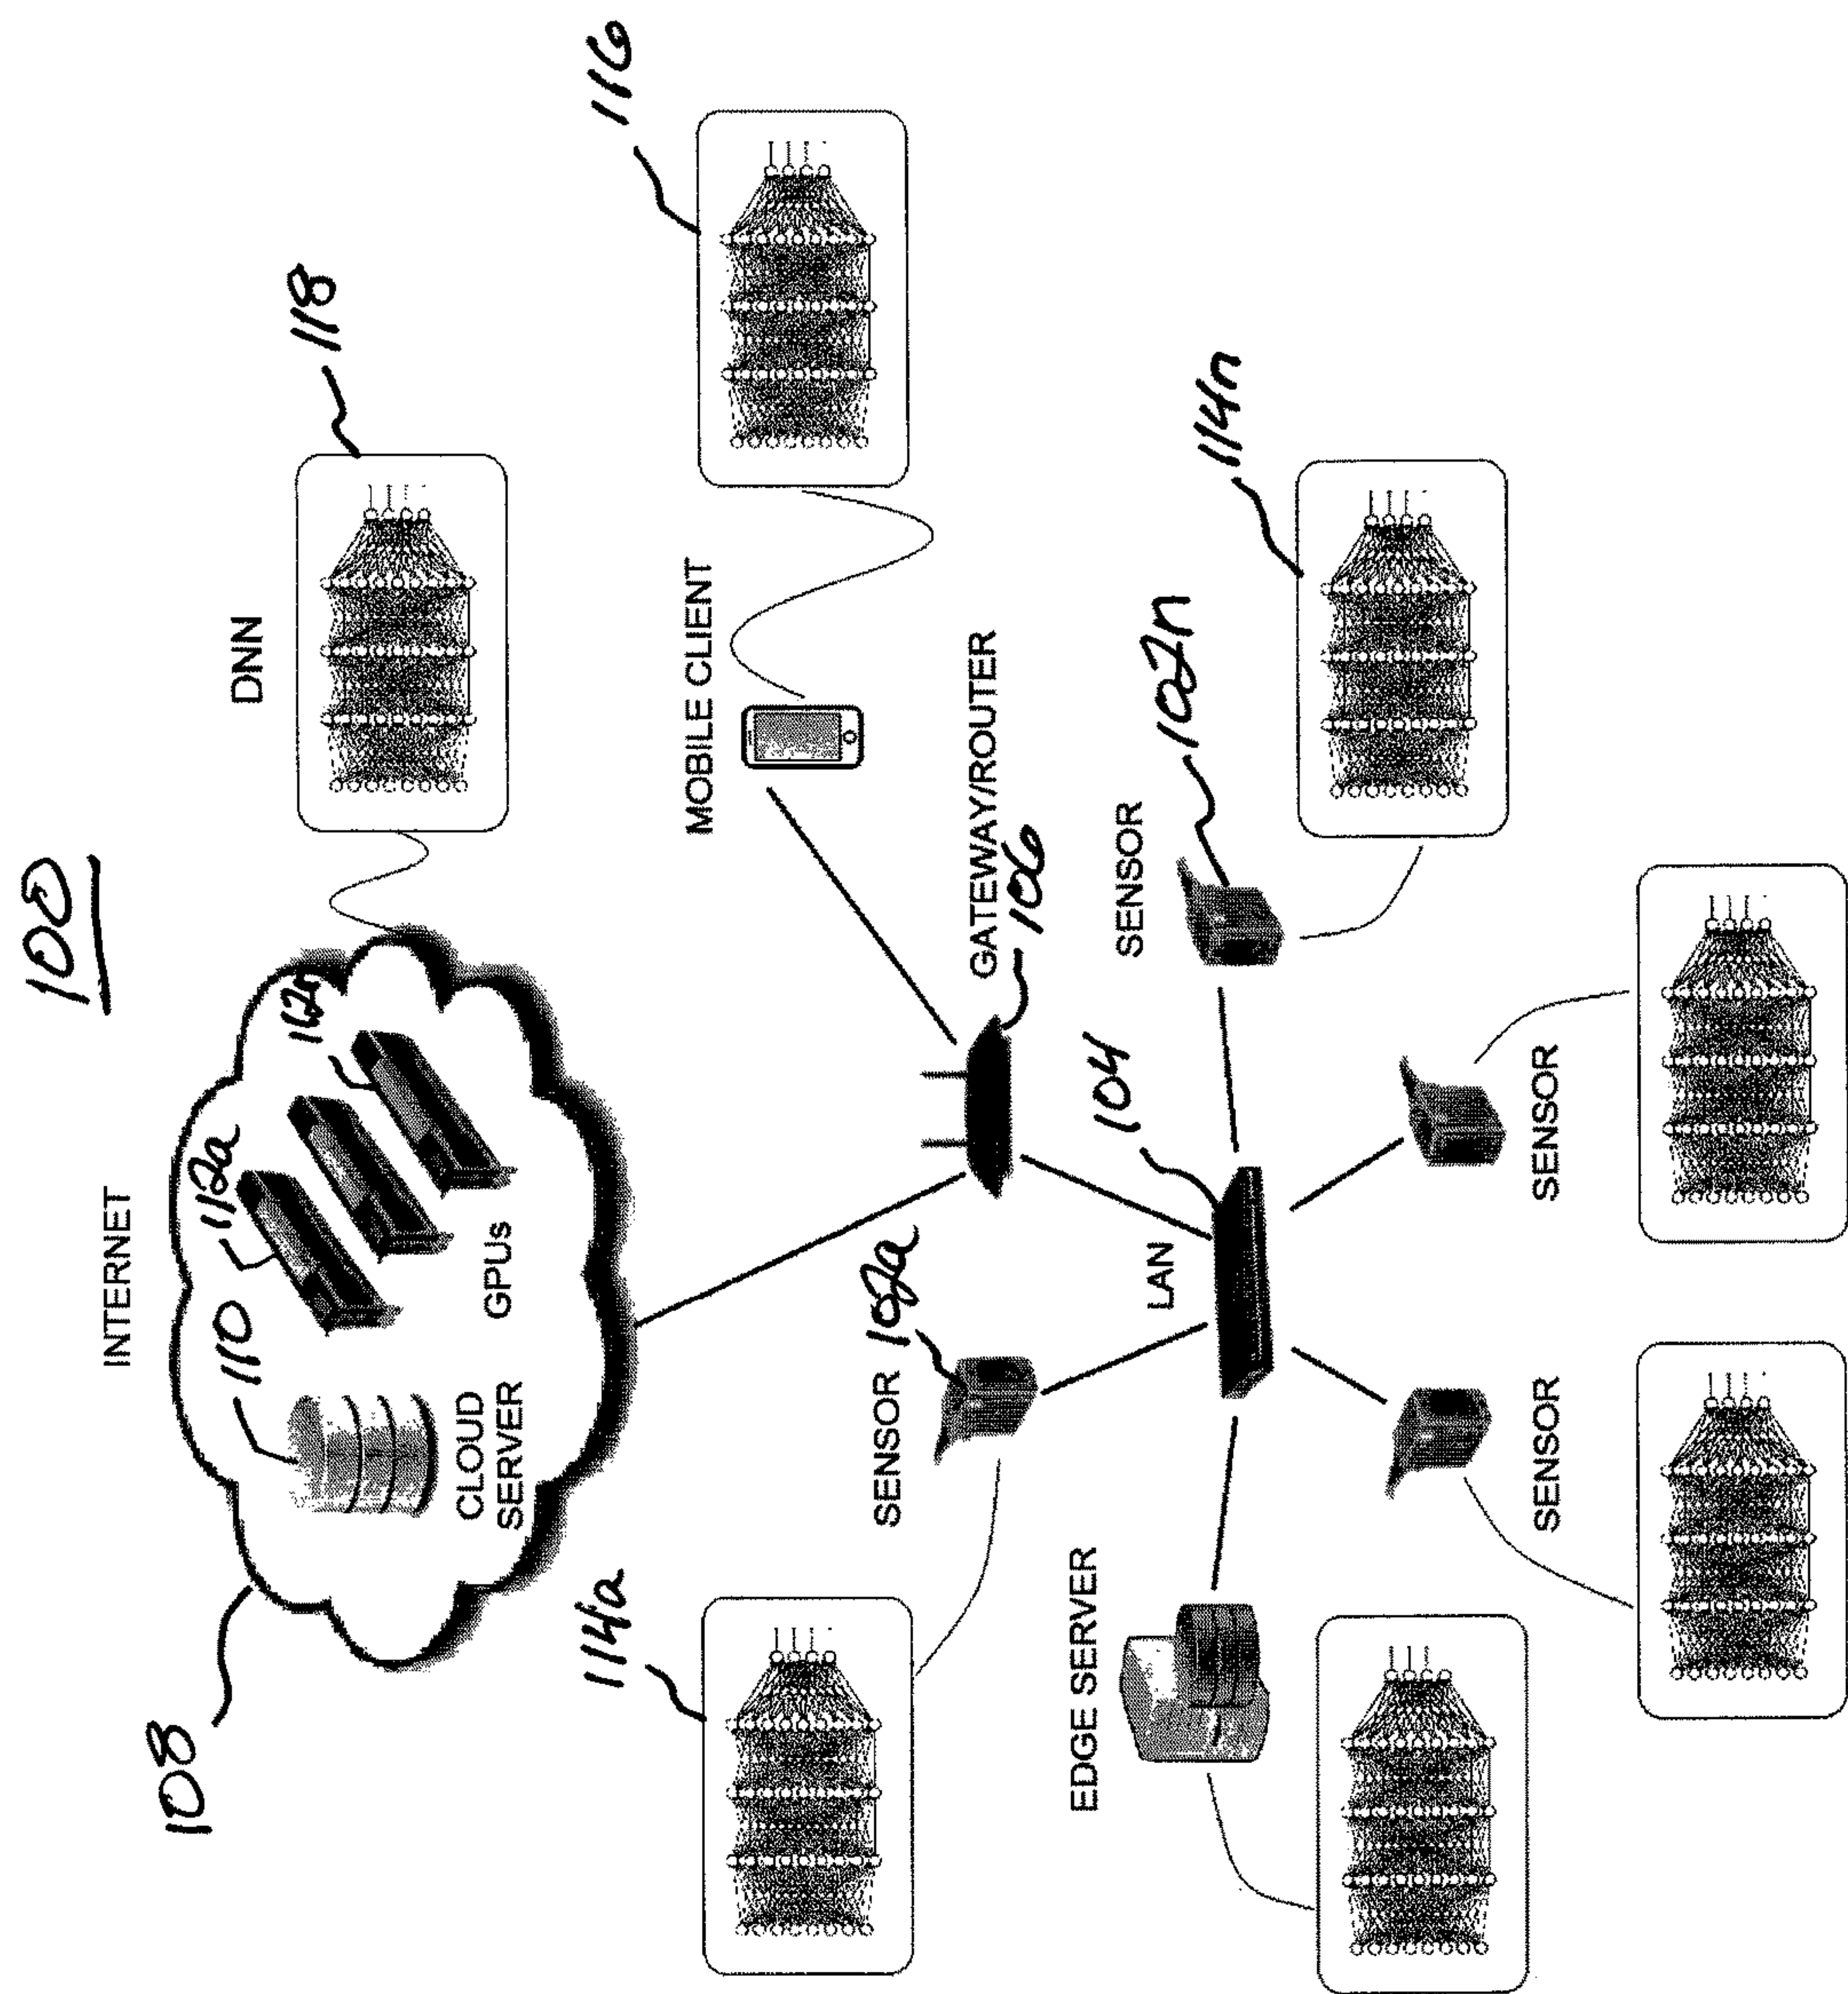 100
INTERNET
108
110
112a
162n
CLOUD
SERVER
GPUs
DNN
118
MOBILE CLIENT
116
GATEWAY/ROUTER
106
114a
SENSOR
102a
LAN
104
SENSOR
102n
114n
EDGE SERVER
SENSOR
SENSOR